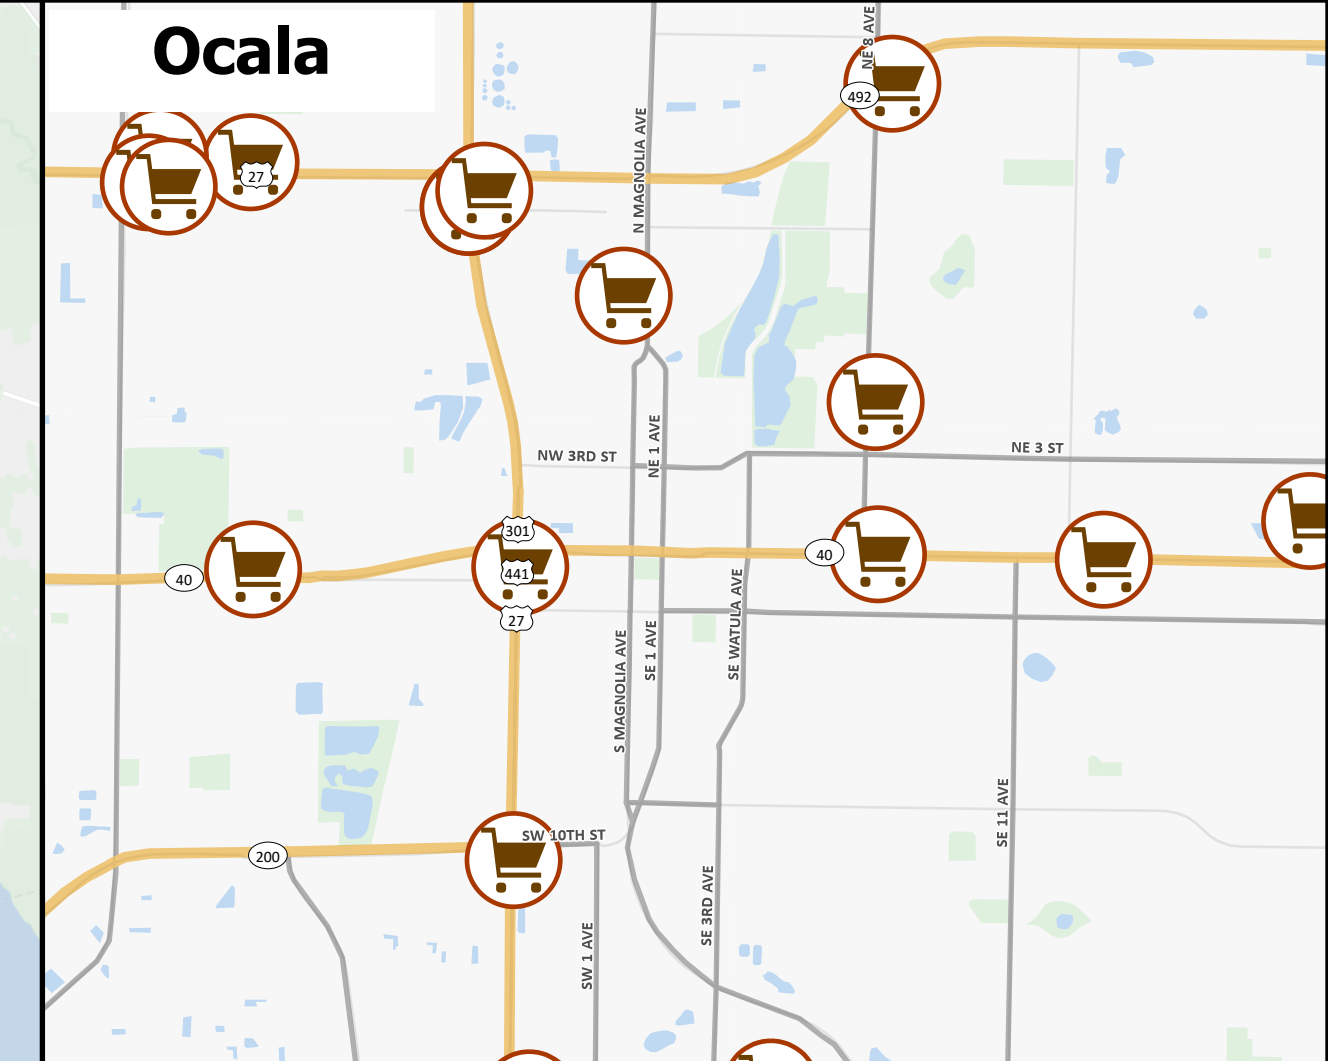 Ocala
NE 8 AVE
492
27
N MAGNOLIA AVE
NE 1 AVE
NW 3RD ST
NE 3 ST
301
441
27
40
40
SE WATULA AVE
S MAGNOLIA AVE
SE 1 AVE
SE 11 AVE
SW 10TH ST
200
SE 3RD AVE
SW 1 AVE